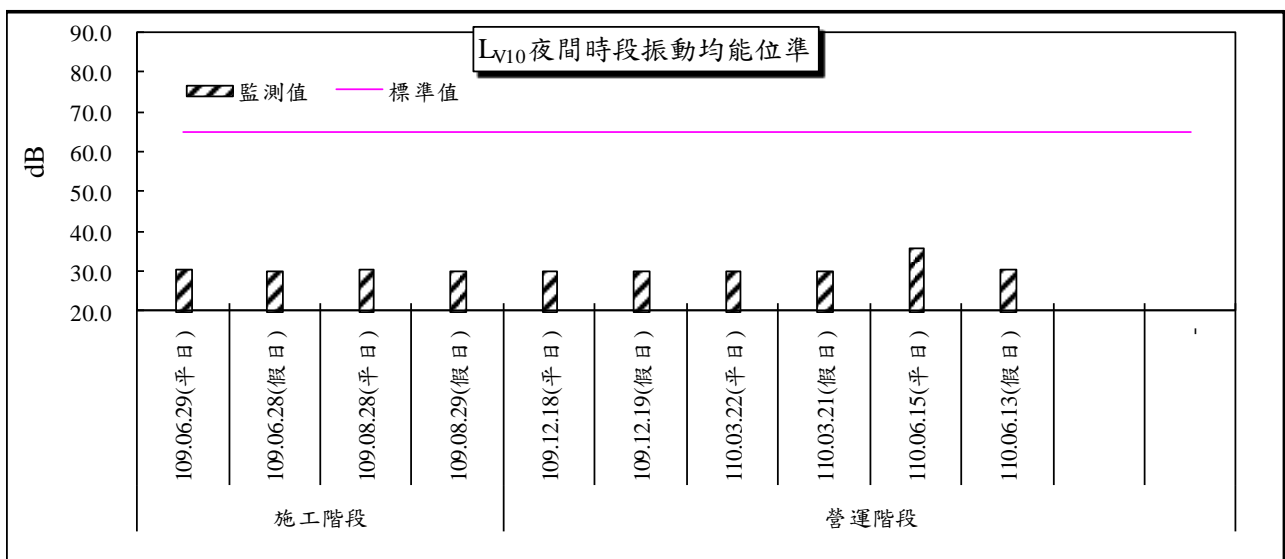 LV10夜間時段振動均能位準
監測值
標準值
dB
90.0
80.0
70.0
60.0
50.0
40.0
30.0
20.0
109.06.29(平日)
109.06.28(假日)
109.08.28(平日)
109.08.29(假日)
109.12.18(平日)
109.12.19(假日)
110.03.22(平日)
110.03.21(假日)
110.06.15(平日)
110.06.13(假日)
施工階段
營運階段